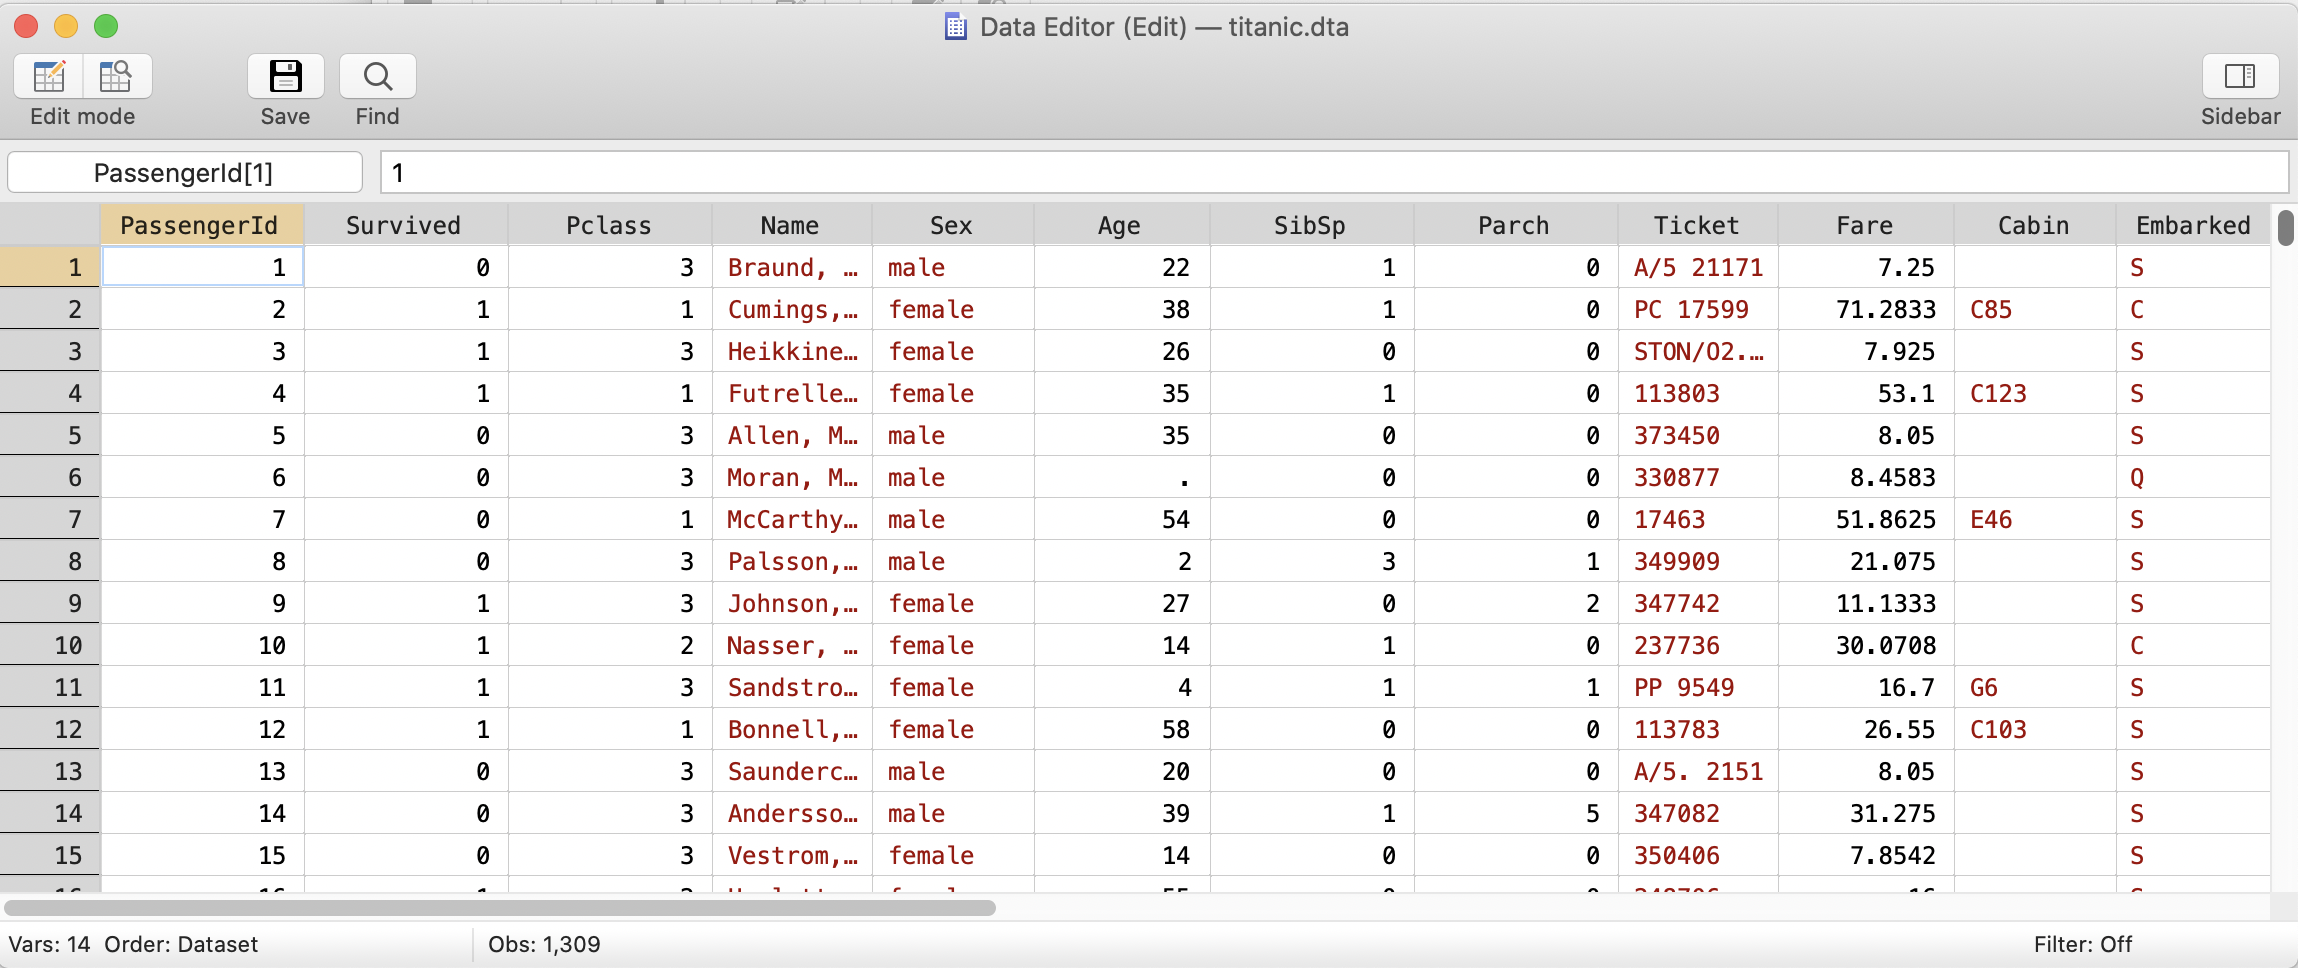 Data Editor (Edit) — titanic.dta
Edit mode Save Find Sidebar
PassengerId[1] 1
PassengerId Survived Pclass Name Sex Age SibSp Parch Ticket Fare Cabin Embarked
1 1 0 3 Braund, … male 22 1 0 A/5 21171 7.25 S
2 2 1 1 Cumings,… female 38 1 0 PC 17599 71.2833 C85 C
3 3 1 3 Heikkine… female 26 0 0 STON/O2.… 7.925 S
4 4 1 1 Futrelle… female 35 1 0 113803 53.1 C123 S
5 5 0 3 Allen, M… male 35 0 0 373450 8.05 S
6 6 0 3 Moran, M… male . 0 0 330877 8.4583 Q
7 7 0 1 McCarthy… male 54 0 0 17463 51.8625 E46 S
8 8 0 3 Palsson,… male 2 3 1 349909 21.075 S
9 9 1 3 Johnson,… female 27 0 2 347742 11.1333 S
10 10 1 2 Nasser, … female 14 1 0 237736 30.0708 C
11 11 1 3 Sandstro… female 4 1 1 PP 9549 16.7 G6 S
12 12 1 1 Bonnell,… female 58 0 0 113783 26.55 C103 S
13 13 0 3 Saunderc… male 20 0 0 A/5. 2151 8.05 S
14 14 0 3 Andersso… male 39 1 5 347082 31.275 S
15 15 0 3 Vestrom,… female 14 0 0 350406 7.8542 S
Vars: 14 Order: Dataset Obs: 1,309 Filter: Off